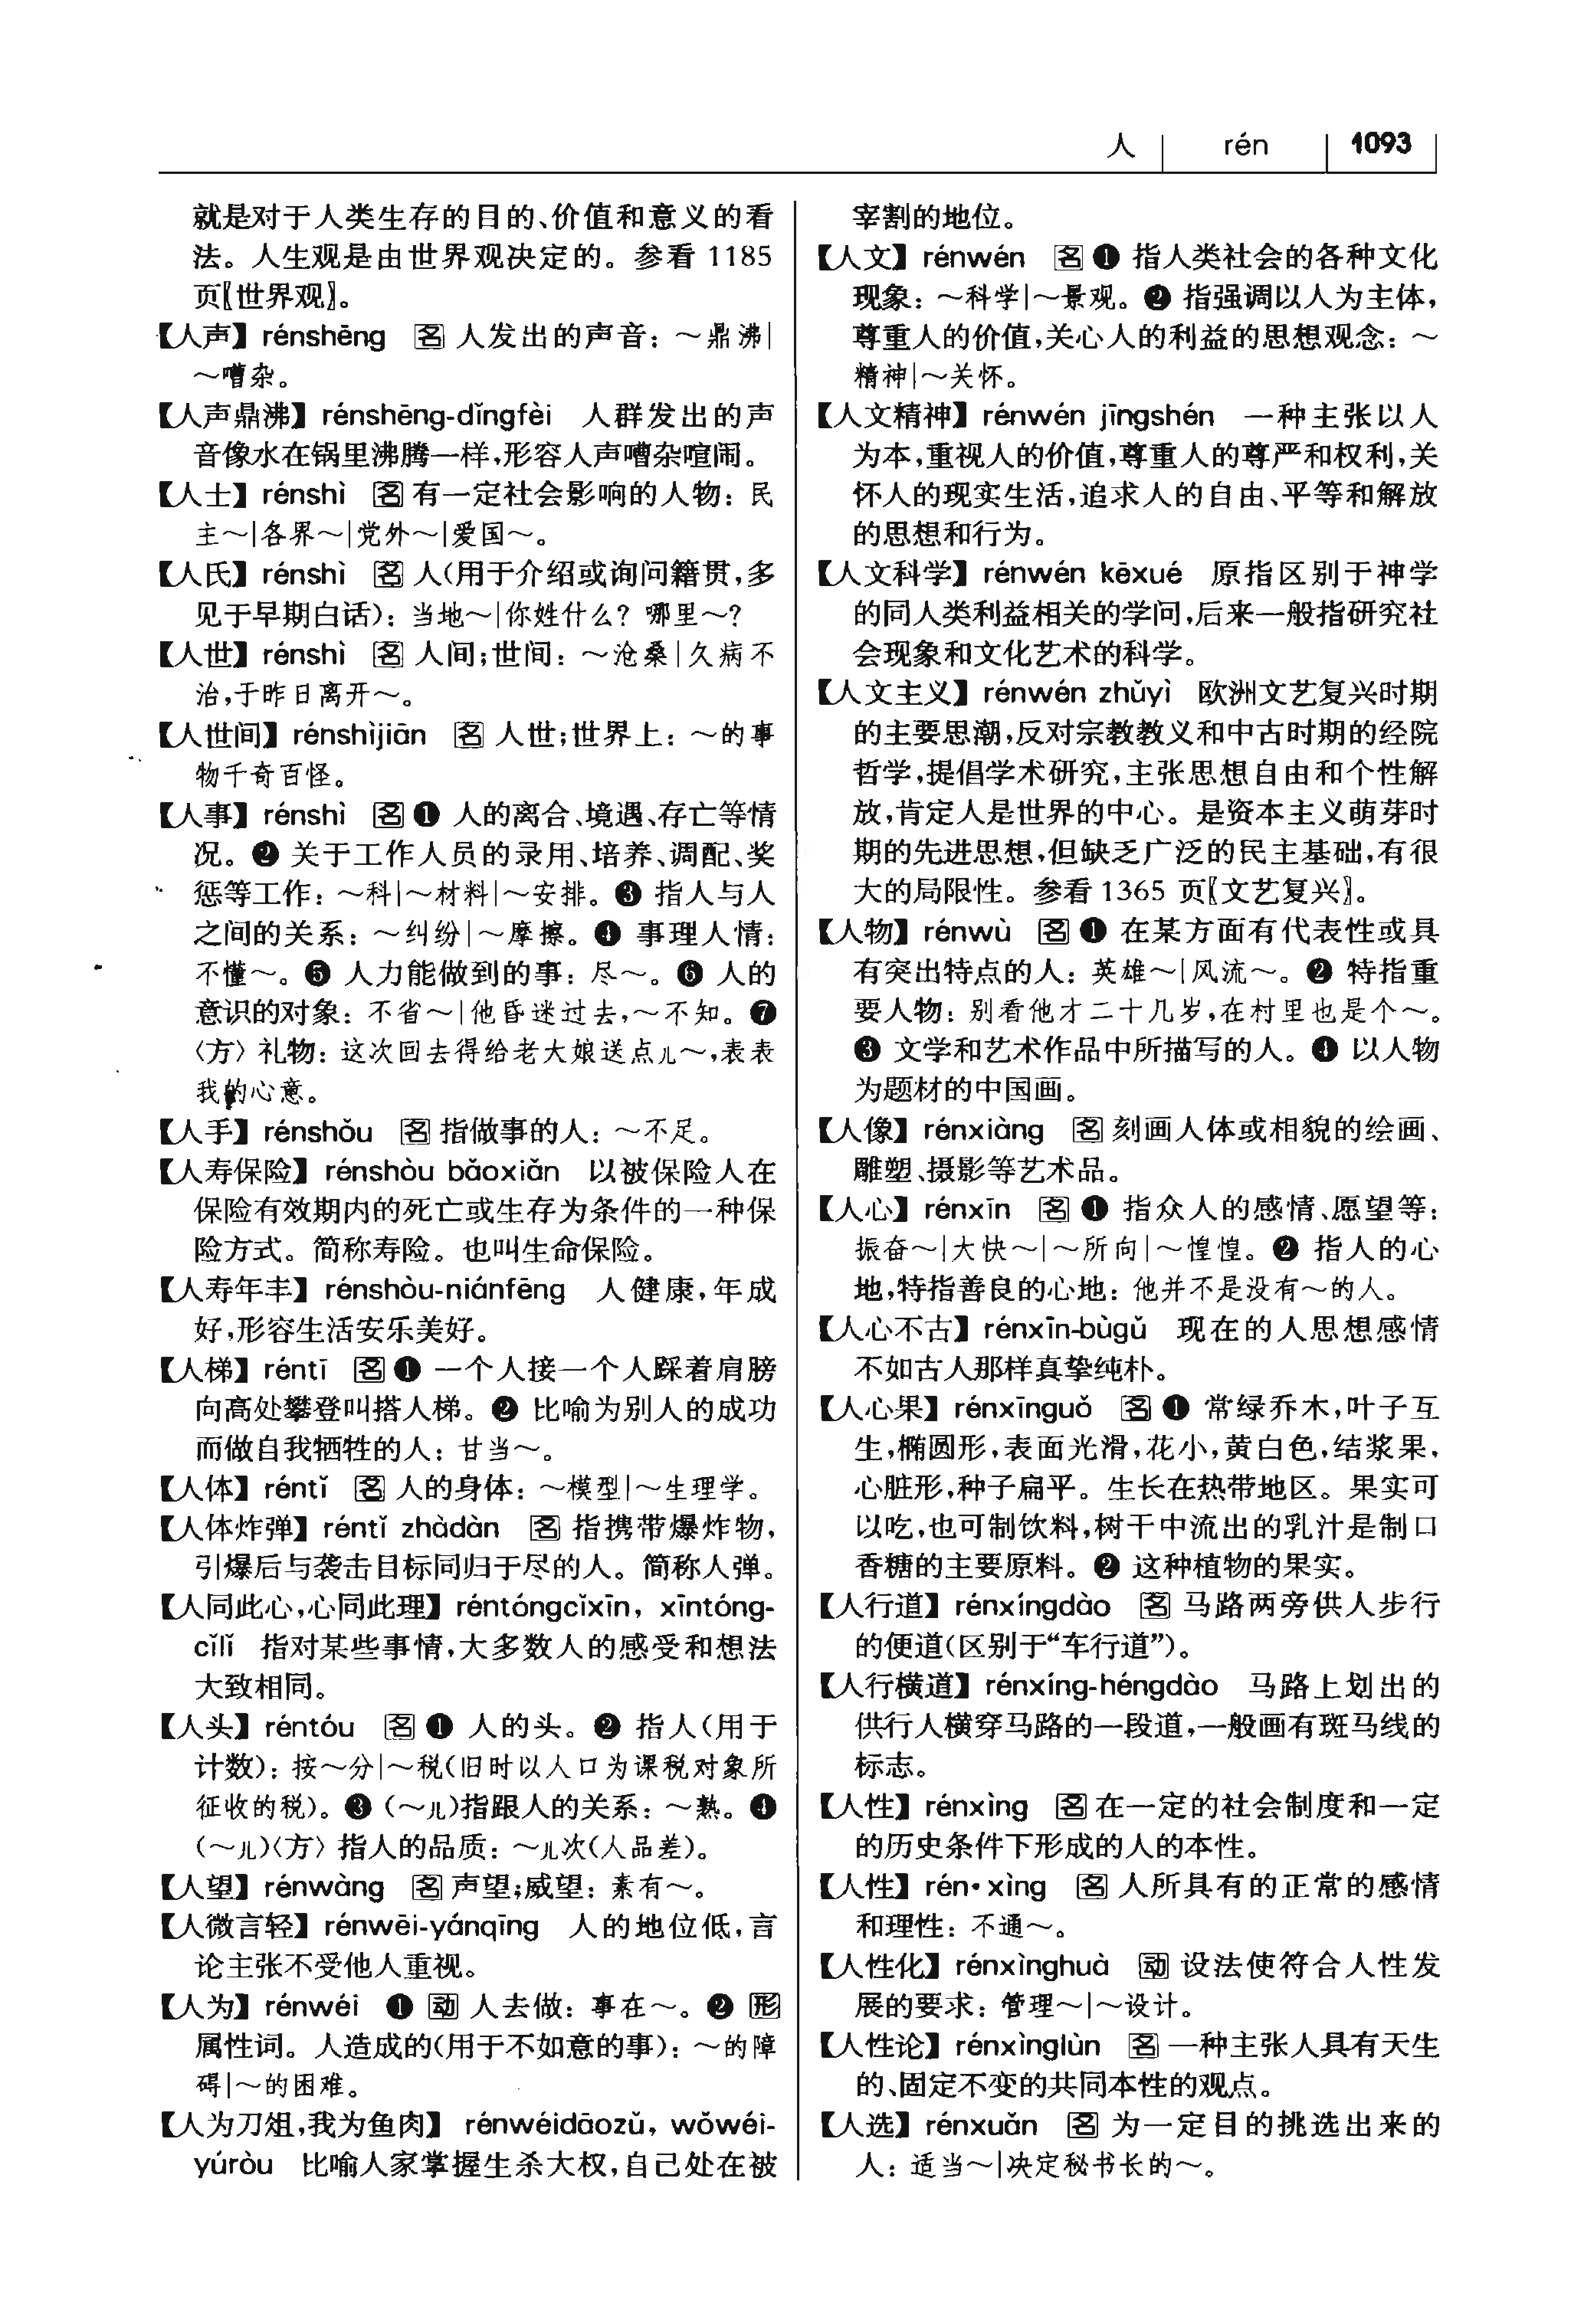 人 rén 1093
就是对于人类生存的目的、价值和意义的看
法。人生观是由世界观决定的。参看 1185
页〖世界观〗。
【人声】rénshēng 名 人发出的声音：～鼎沸|
～嘈杂。
【人声鼎沸】rénshēng-dǐngfèi 人群发出的声
音像水在锅里沸腾一样，形容人声嘈杂喧闹。
【人士】rénshì 名 有一定社会影响的人物：民
主～|各界～|党外～|爱国～。
【人氏】rénshì 名 人(用于介绍或询问籍贯，多
见于早期白话)：当地～|你姓什么？哪里～？
【人世】rénshì 名 人间；世间：～沧桑|久病不
治，于昨日离开～。
【人世间】rénshìjiān 名 人世；世界上：～的事
物千奇百怪。
【人事】rénshì 名 ❶ 人的离合、境遇、存亡等情
况。❷ 关于工作人员的录用、培养、调配、奖
惩等工作：～科|～材料|～安排。❸ 指人与人
之间的关系：～纠纷|～摩擦。❹ 事理人情：
不懂～。❺ 人力能做到的事：尽～。❻ 人的
意识的对象：不省～|他昏迷过去，～不知。❼
〈方〉礼物：这次回去得给老大娘送点儿～，表表
我的心意。
【人手】rénshǒu 名 指做事的人：～不足。
【人寿保险】rénshòu bǎoxiǎn 以被保险人在
保险有效期内的死亡或生存为条件的一种保
险方式。简称寿险。也叫生命保险。
【人寿年丰】rénshòu-niánfēng 人健康，年成
好，形容生活安乐美好。
【人梯】réntī 名 ❶ 一个人接一个人踩着肩膀
向高处攀登叫搭人梯。❷ 比喻为别人的成功
而做自我牺牲的人：甘当～。
【人体】réntǐ 名 人的身体：～模型|～生理学。
【人体炸弹】réntǐ zhàdàn 名 指携带爆炸物，
引爆后与袭击目标同归于尽的人。简称人弹。
【人同此心，心同此理】réntóngcǐxīn，xīntóng-
cǐlǐ 指对某些事情，大多数人的感受和想法
大致相同。
【人头】réntóu 名 ❶ 人的头。❷ 指人(用于
计数)：按～分|～税(旧时以人口为课税对象所
征收的税)。❸ (～儿)指跟人的关系：～熟。❹
(～儿)〈方〉指人的品质：～儿次(人品差)。
【人望】rénwàng 名 声望；威望：素有～。
【人微言轻】rénwēi-yánqīng 人的地位低，言
论主张不受他人重视。
【人为】rénwéi ❶ 动 人去做：事在～。❷ 形
属性词。人造成的(用于不如意的事)：～的障
碍|～的困难。
【人为刀俎，我为鱼肉】rénwéidāozǔ，wǒwéi-
yúròu 比喻人家掌握生杀大权，自己处在被
宰割的地位。
【人文】rénwén 名 ❶ 指人类社会的各种文化
现象：～科学|～景观。❷ 指强调以人为主体，
尊重人的价值，关心人的利益的思想观念：～
精神|～关怀。
【人文精神】rénwén jīngshén 一种主张以人
为本，重视人的价值，尊重人的尊严和权利，关
怀人的现实生活，追求人的自由、平等和解放
的思想和行为。
【人文科学】rénwén kēxué 原指区别于神学
的同人类利益相关的学问，后来一般指研究社
会现象和文化艺术的科学。
【人文主义】rénwén zhǔyì 欧洲文艺复兴时期
的主要思潮，反对宗教教义和中古时期的经院
哲学，提倡学术研究，主张思想自由和个性解
放，肯定人是世界的中心。是资本主义萌芽时
期的先进思想，但缺乏广泛的民主基础，有很
大的局限性。参看 1365 页〖文艺复兴〗。
【人物】rénwù 名 ❶ 在某方面有代表性或具
有突出特点的人：英雄～|风流～。❷ 特指重
要人物：别看他才二十几岁，在村里也是个～。
❸ 文学和艺术作品中所描写的人。❹ 以人物
为题材的中国画。
【人像】rénxiàng 名 刻画人体或相貌的绘画、
雕塑、摄影等艺术品。
【人心】rénxīn 名 ❶ 指众人的感情、愿望等：
振奋～|大快～|～所向|～惶惶。❷ 指人的心
地，特指善良的心地：他并不是没有～的人。
【人心不古】rénxīn-bùgǔ 现在的人思想感情
不如古人那样真挚纯朴。
【人心果】rénxīnguǒ 名 ❶ 常绿乔木，叶子互
生，椭圆形，表面光滑，花小，黄白色，结浆果，
心脏形，种子扁平。生长在热带地区。果实可
以吃，也可制饮料，树干中流出的乳汁是制口
香糖的主要原料。❷ 这种植物的果实。
【人行道】rénxíngdào 名 马路两旁供人步行
的便道(区别于“车行道”)。
【人行横道】rénxíng-héngdào 马路上划出的
供行人横穿马路的一段道，一般画有斑马线的
标志。
【人性】rénxìng 名 在一定的社会制度和一定
的历史条件下形成的人的本性。
【人性】rén·xìng 名 人所具有的正常的感情
和理性：不通～。
【人性化】rénxìnghuà 动 设法使符合人性发
展的要求：管理～|～设计。
【人性论】rénxìnglùn 名 一种主张人具有天生
的、固定不变的共同本性的观点。
【人选】rénxuǎn 名 为一定目的挑选出来的
人：适当～|决定秘书长的～。